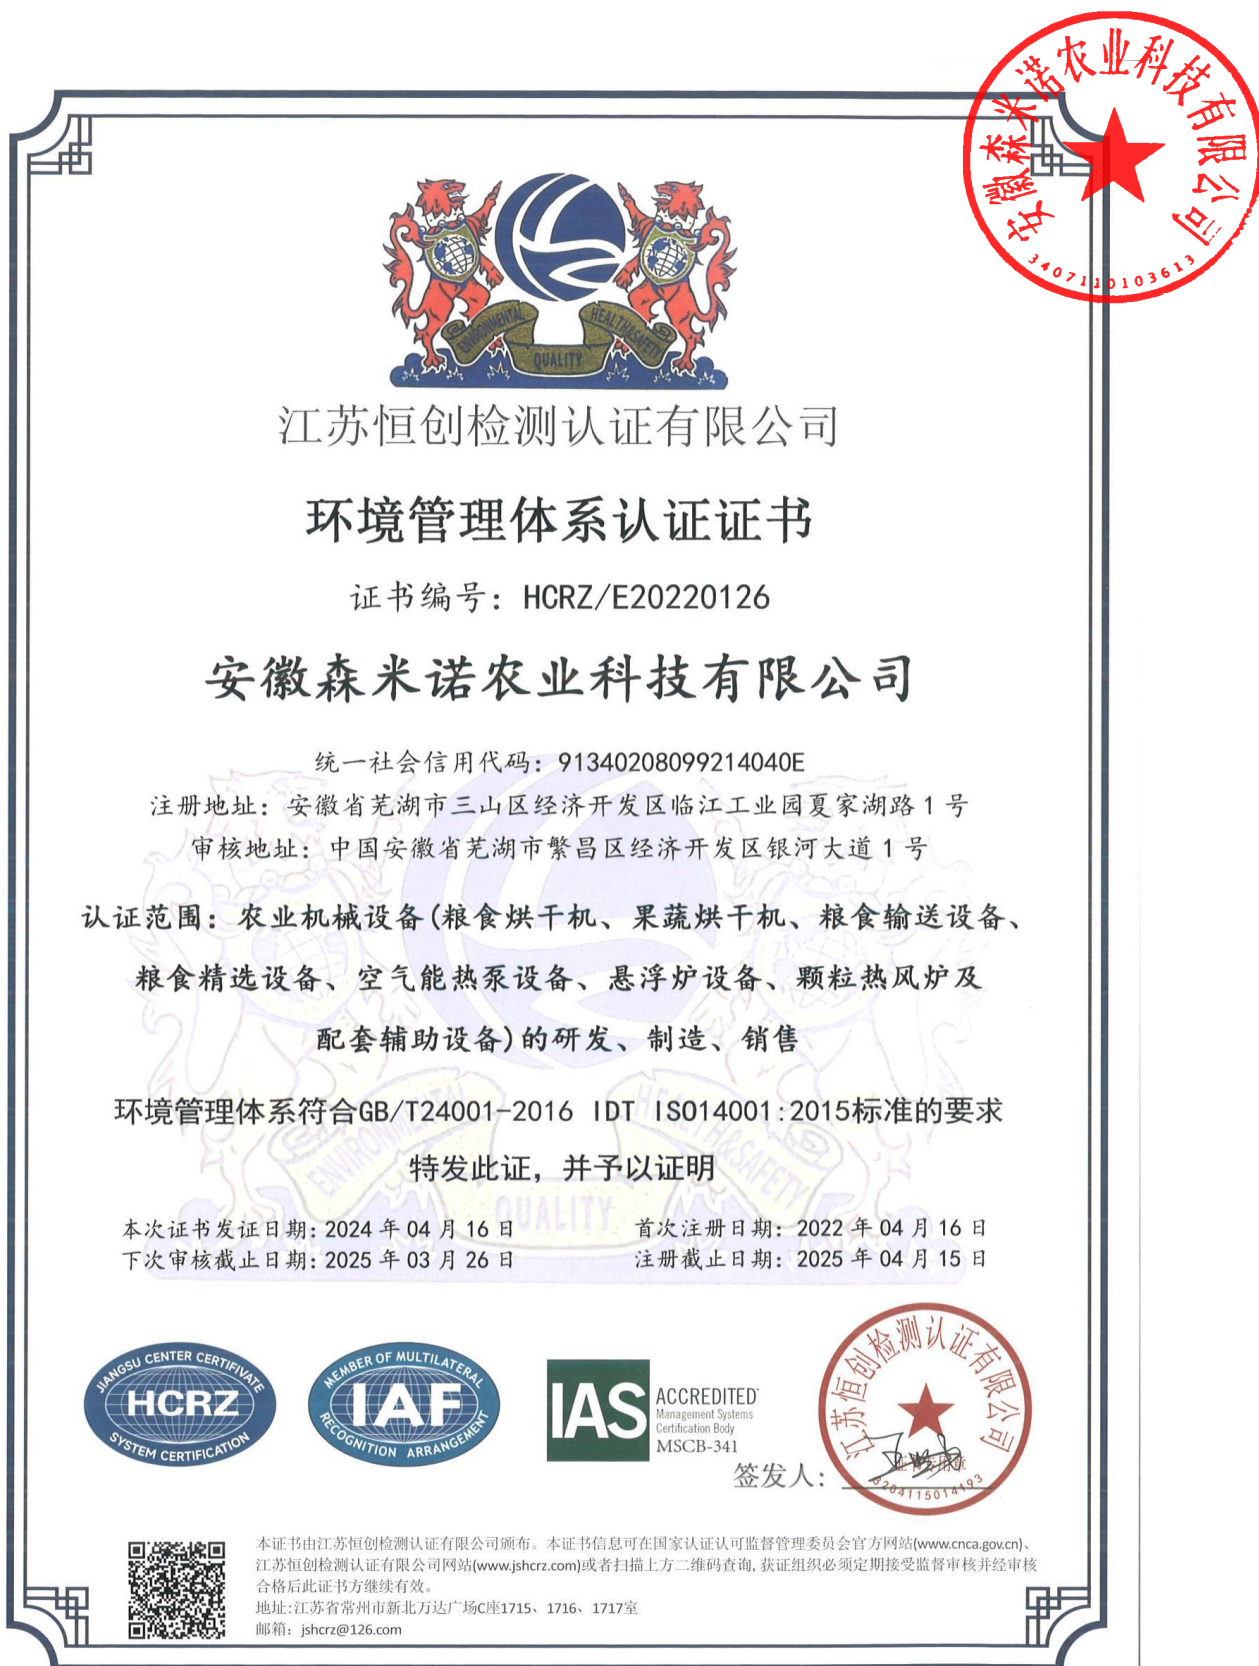 安徽森米诺农业科技有限公司
3407110103613
ENVIRONMENTAL
QUALITY
HEALTH&SAFETY
江苏恒创检测认证有限公司
环境管理体系认证证书
证书编号：HCRZ/E20220126
安徽森米诺农业科技有限公司
统一社会信用代码：91340208099214040E
注册地址：安徽省芜湖市三山区经济开发区临江工业园夏家湖路1号
审核地址：中国安徽省芜湖市繁昌区经济开发区银河大道1号
认证范围：农业机械设备(粮食烘干机、果蔬烘干机、粮食输送设备、
粮食精选设备、空气能热泵设备、悬浮炉设备、颗粒热风炉及
配套辅助设备)的研发、制造、销售
环境管理体系符合GB/T24001-2016 IDT ISO14001:2015标准的要求
特发此证，并予以证明
ENVIRONMENTAL
QUALITY
HEALTH&SAFETY
本次证书发证日期：2024年04月16日 首次注册日期：2022年04月16日
下次审核截止日期：2025年03月26日 注册截止日期：2025年04月15日
JIANGSU CENTER CERTIFIVATE
HCRZ
SYSTEM CERTIFICATION
MEMBER OF MULTILATERAL
IAF
RECOGNITION ARRANGEMENT
IAS
ACCREDITED
Management Systems
Certification Body
MSCB-341
江苏恒创检测认证有限公司
3204115014193
签发人：
本证书由江苏恒创检测认证有限公司颁布。本证书信息可在国家认证认可监督管理委员会官方网站(www.cnca.gov.cn)、
江苏恒创检测认证有限公司网站(www.jshcrz.com)或者扫描上方二维码查询,获证组织必须定期接受监督审核并经审核
合格后此证书方继续有效。
地址:江苏省常州市新北万达广场C座1715、1716、1717室
邮箱：jshcrz@126.com